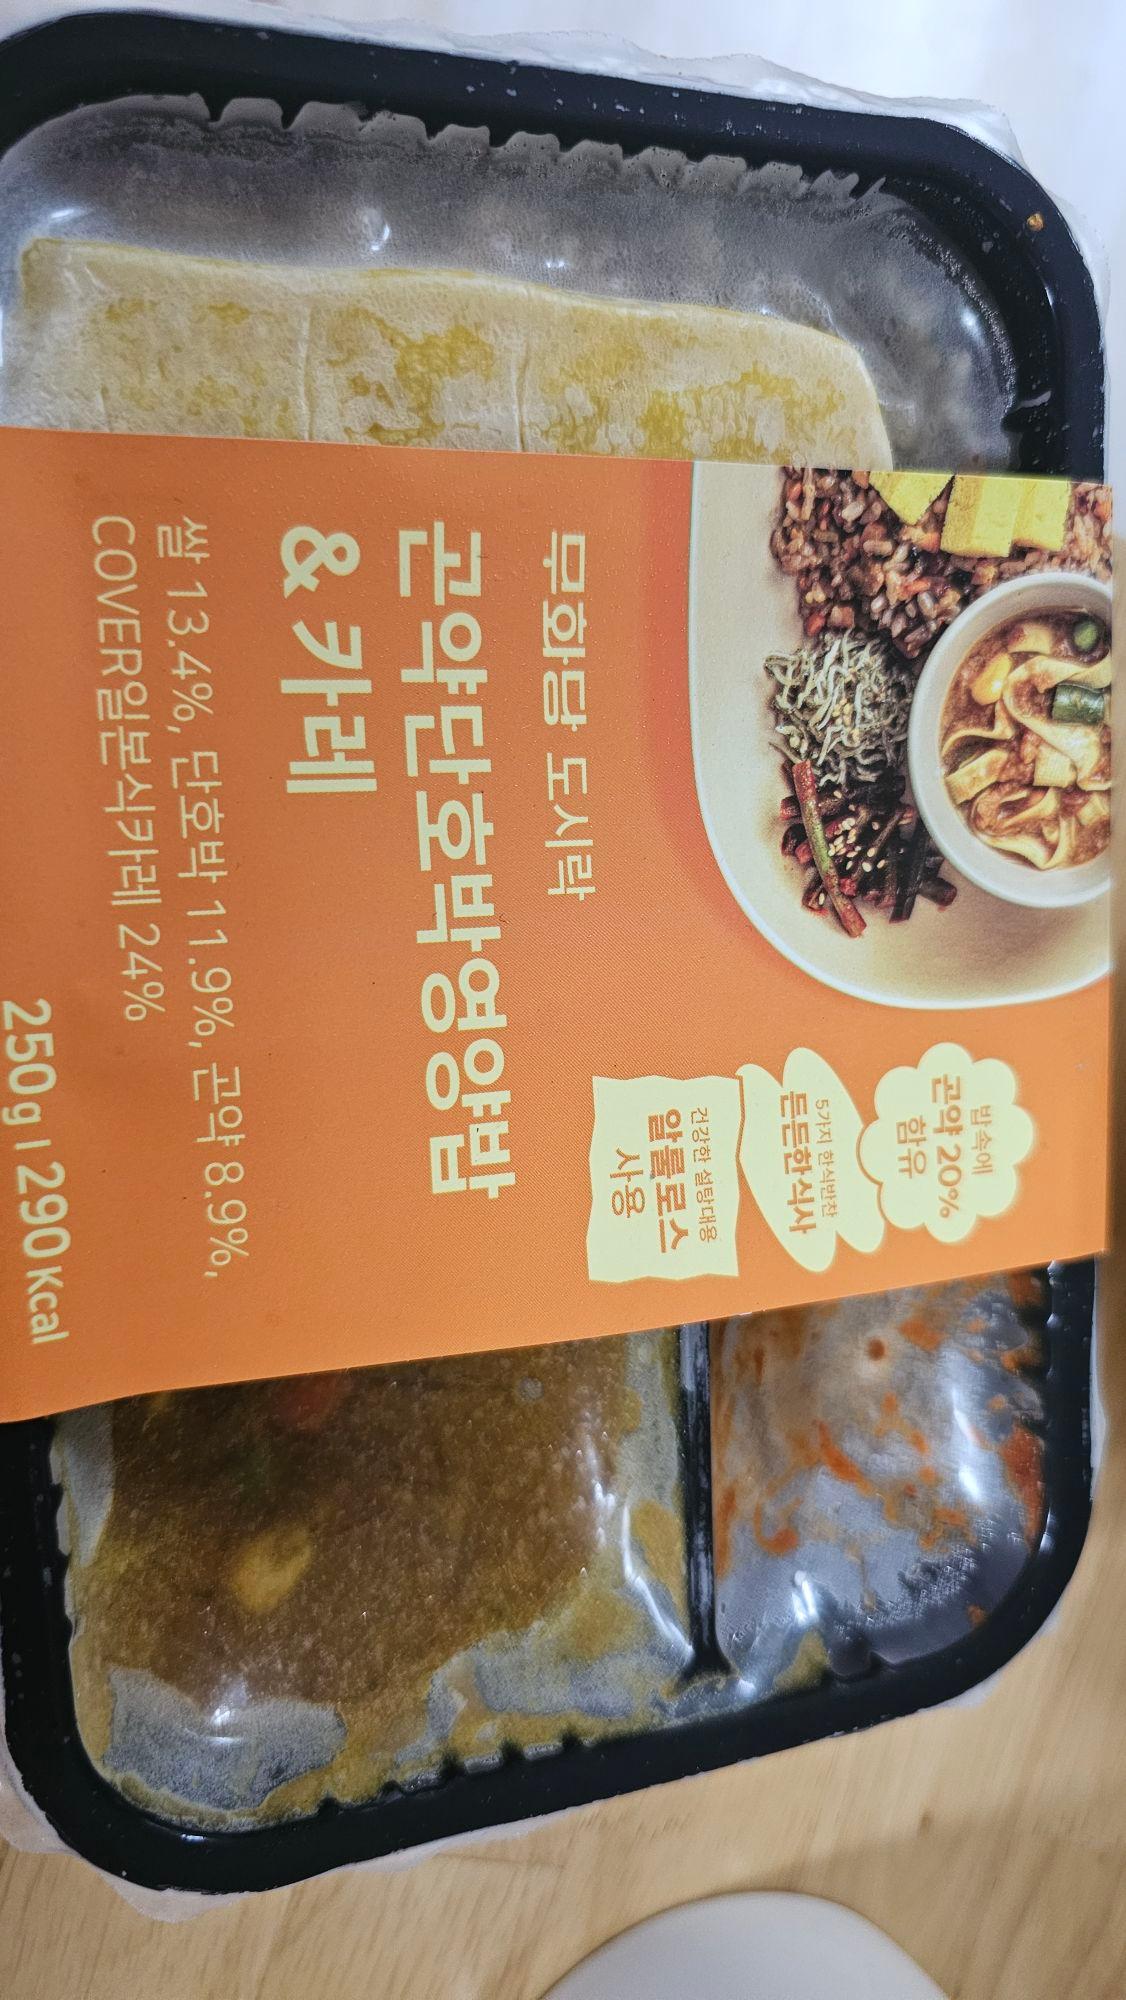 밥속에
곤약 20%
함유
5가지 한식반찬
든든한식사
건강한 설탕대용
알룰로스
사용
무화당 도시락
곤약단호박영양밥
& 카레
쌀 13.4%, 단호박 11.9%, 곤약 8.9%,
COVER일본식카레 24%
250g I 290Kcal